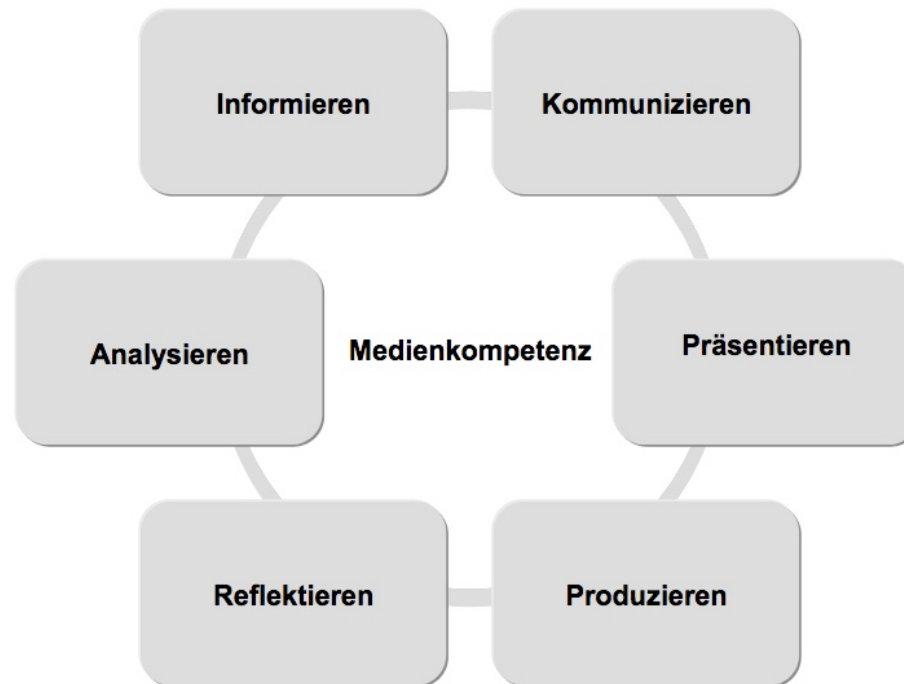 Informieren
Kommunizieren
Analysieren
Medienkompetenz
Präsentieren
Reflektieren
Produzieren